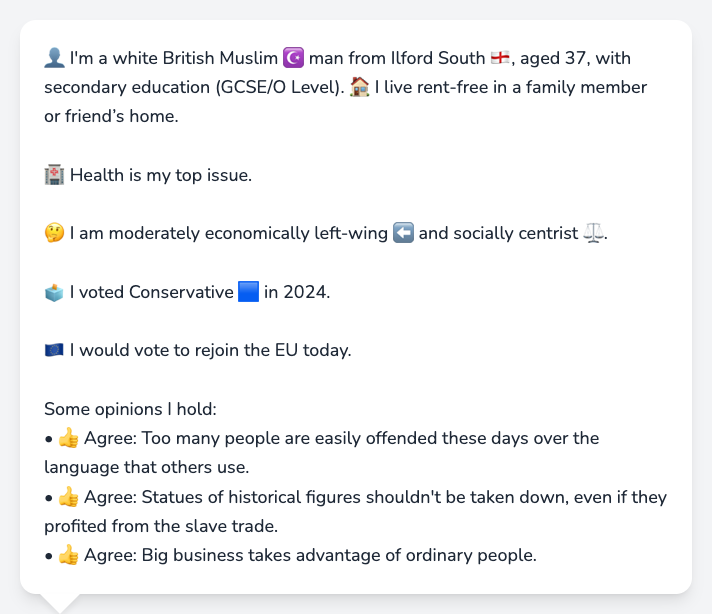 👤 I'm a white British Muslim ☪️ man from Ilford South 🏴󠁧󠁢󠁥󠁮󠁧󠁿, aged 37, with
secondary education (GCSE/O Level). 🏠 I live rent-free in a family member
or friend’s home.
🏥 Health is my top issue.
🤔 I am moderately economically left-wing ⬅️ and socially centrist ⚖️.
🗳️ I voted Conservative 🟦 in 2024.
🇪🇺 I would vote to rejoin the EU today.
Some opinions I hold:
• 👍 Agree: Too many people are easily offended these days over the
language that others use.
• 👍 Agree: Statues of historical figures shouldn't be taken down, even if they
profited from the slave trade.
• 👍 Agree: Big business takes advantage of ordinary people.